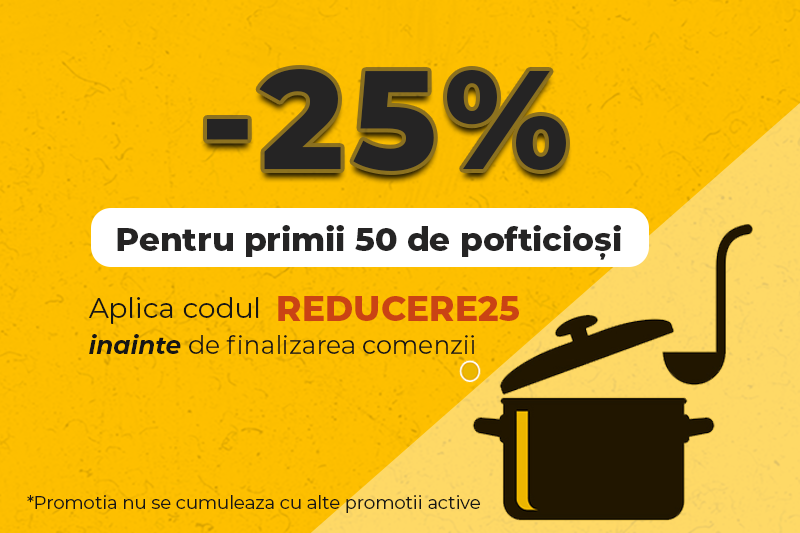 -25%
Pentru primii 50 de pofticioși
Aplica codul REDUCERE25
inainte de finalizarea comenzii
*Promotia nu se cumuleaza cu alte promotii active